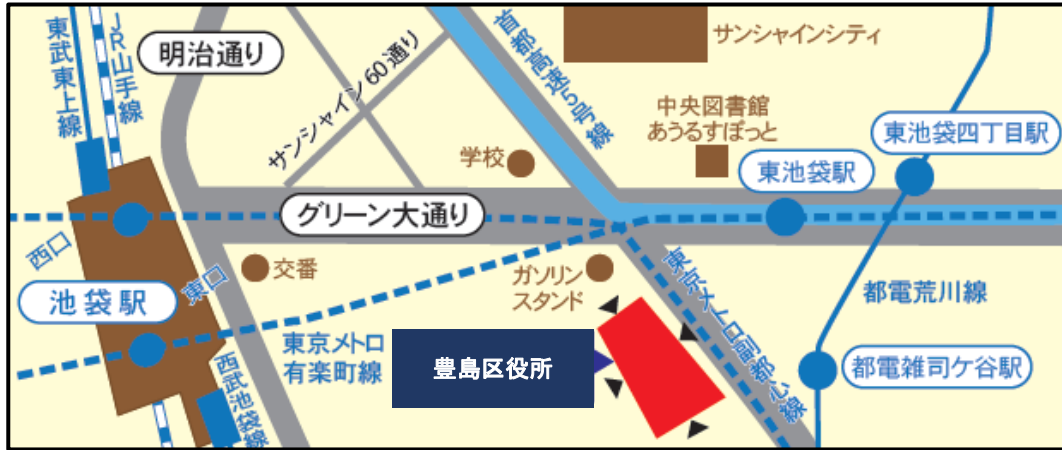 東武東上線
JR山手線
明治通り
サンシャイン60通り
首都高速5号線
サンシャインシティ
中央図書館
あうるすぽっと
東池袋四丁目駅
学校
東池袋駅
グリーン大通り
西口
東口
交番
ガソリン
スタンド
池袋駅
東京メトロ
有楽町線
西武池袋線
豊島区役所
東京メトロ副都心線
都電荒川線
都電雑司ケ谷駅